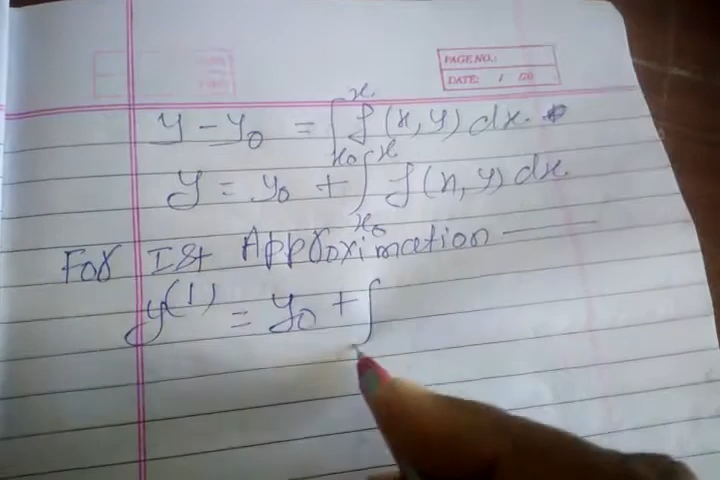 PAGE NO.:
DATE: / /20
y - y₀ = ∫ₓ₀ˣ f(x, y) dx.
y = y₀ + ∫ₓ₀ˣ f(x, y) dx.
For Ist Approximation ———
y⁽¹⁾ = y₀ + ∫